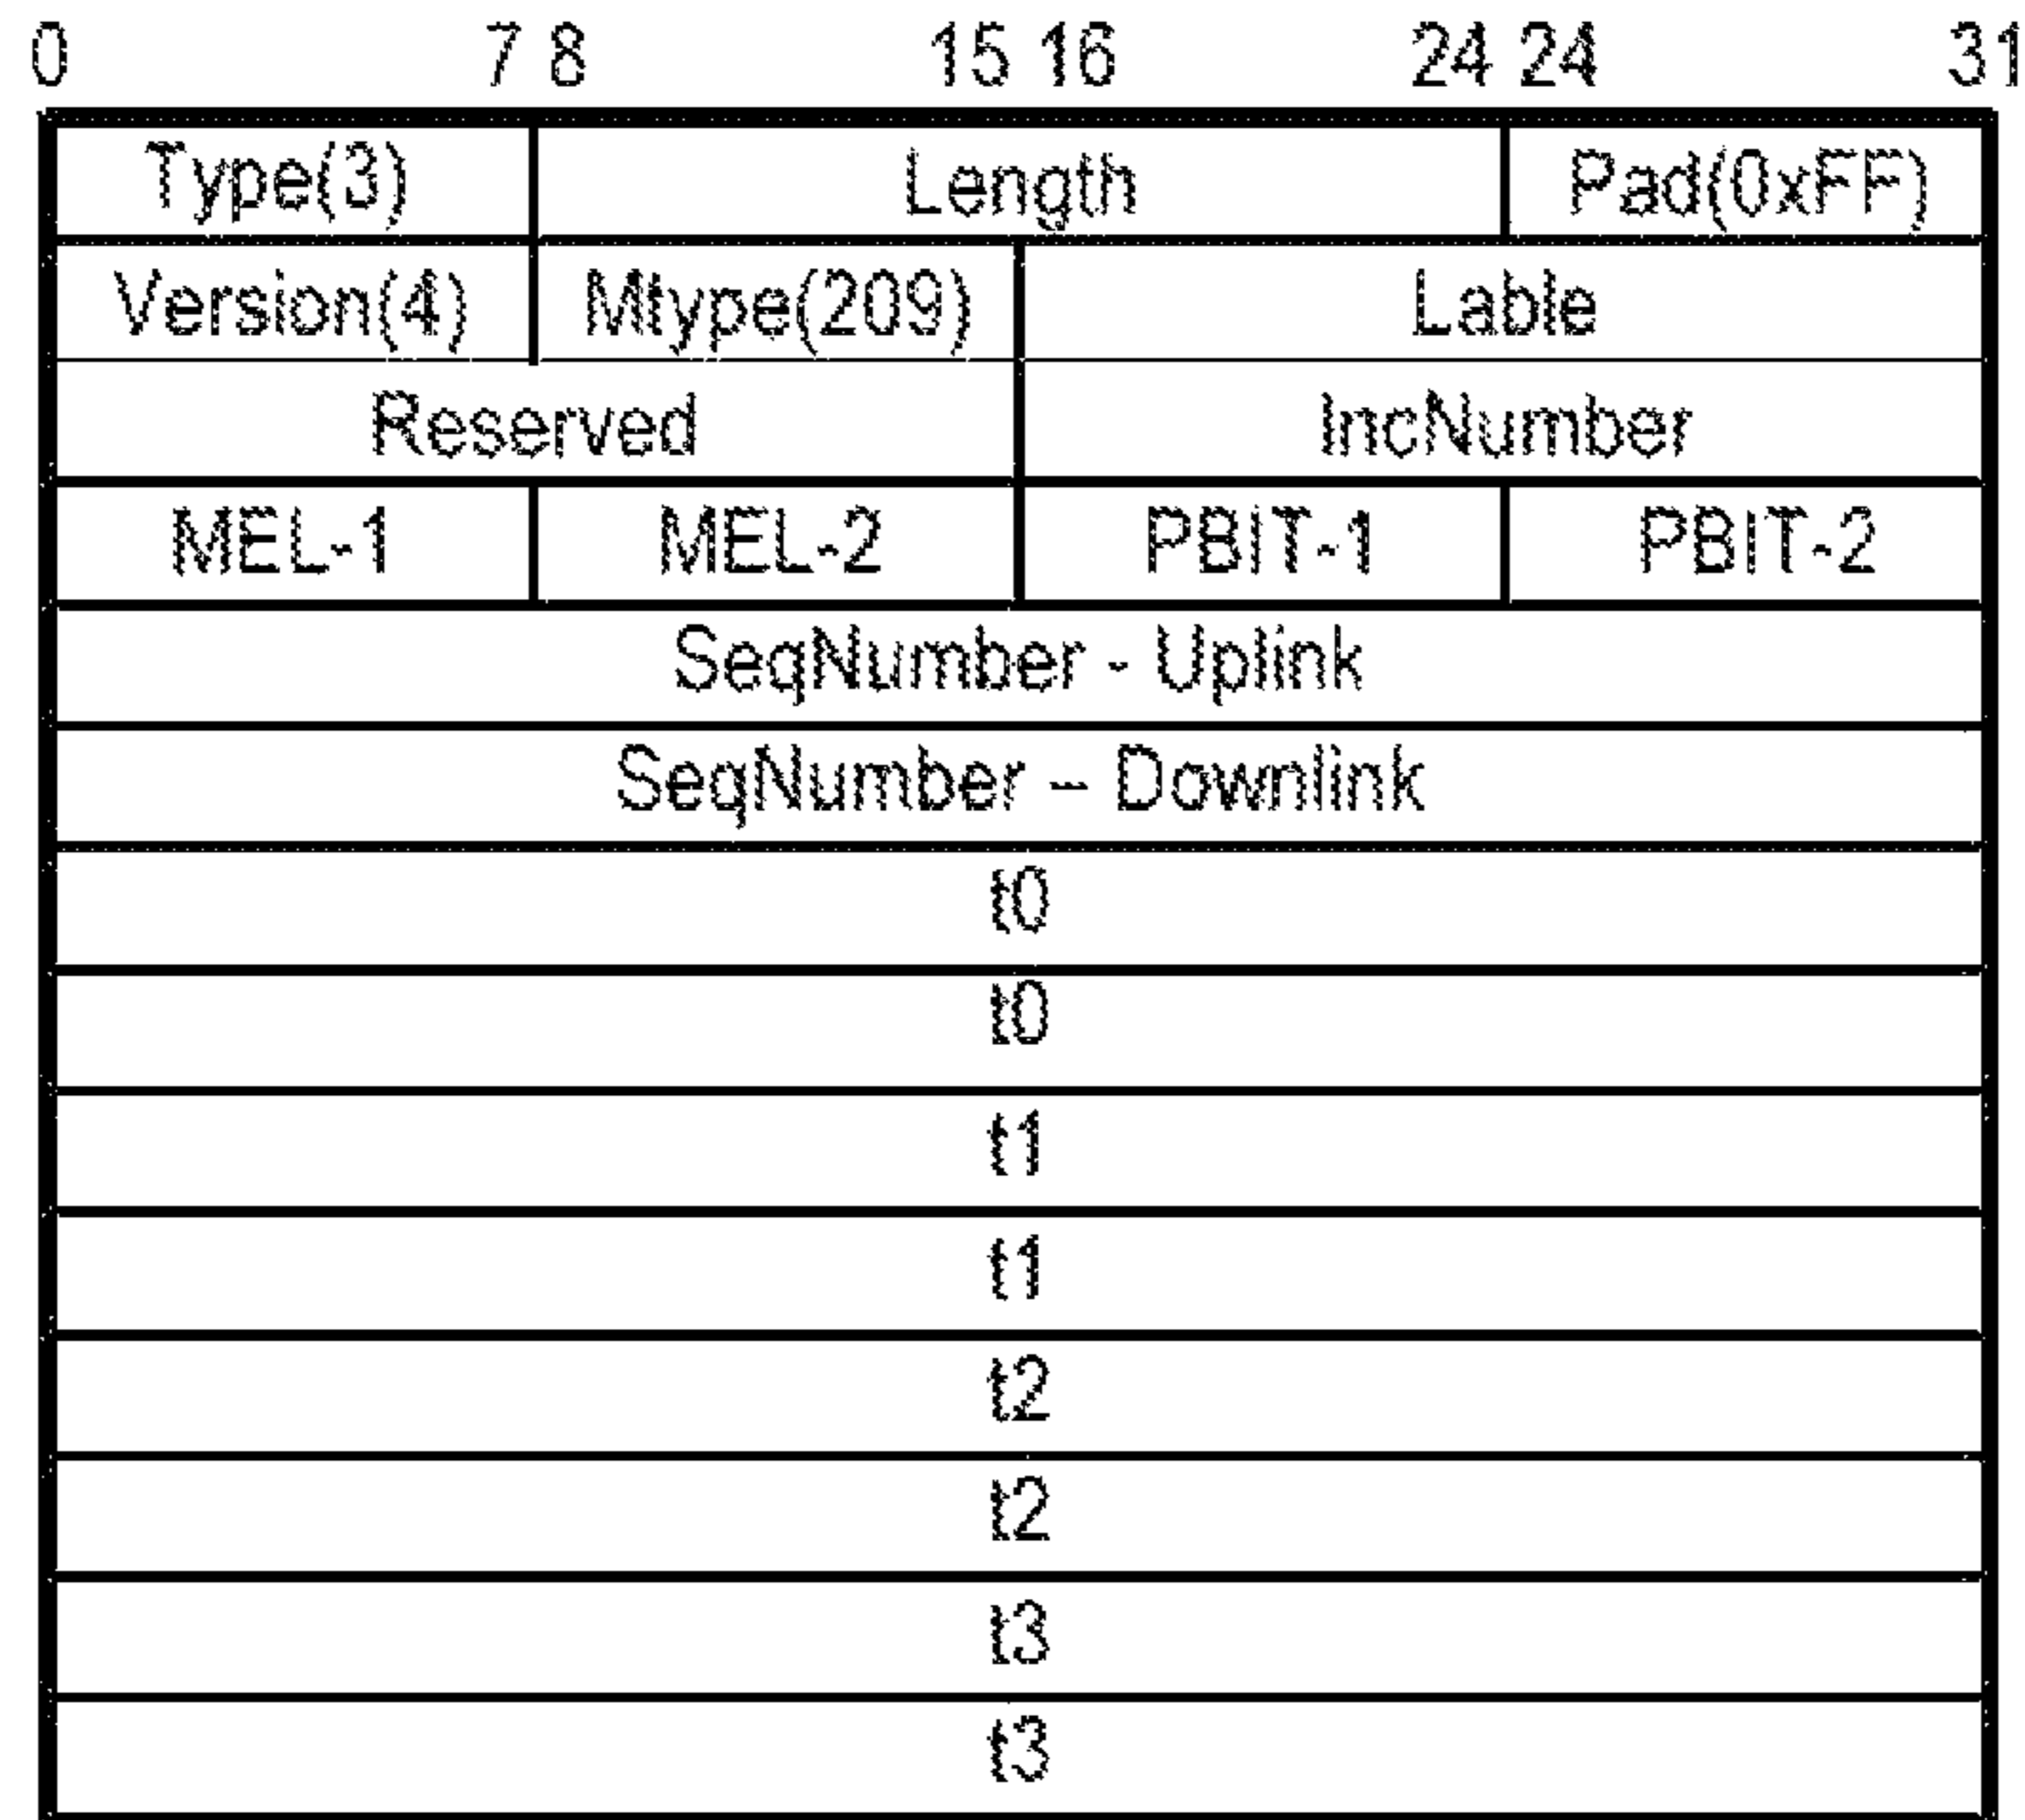 0 7 8 15 16 24 24 31
Type(3) Length Pad(0xFF)
Version(4) Mtype(209) Lable
Reserved IncNumber
MEL-1 MEL-2 PBIT-1 PBIT-2
SeqNumber - Uplink
SeqNumber – Downlink
t0
t0
t1
t1
t2
t2
t3
t3